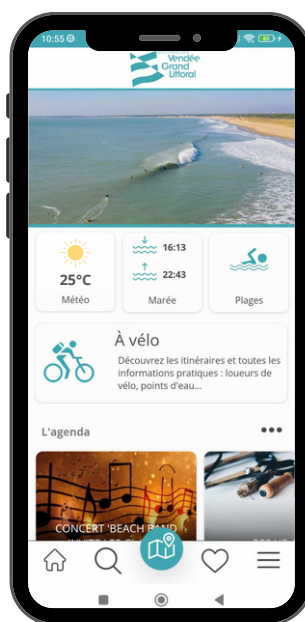 10:55
Vendée
Grand
Littoral
16:13
22:43
25°C
Météo
Marée
Plages
À vélo
Découvrez les itinéraires et toutes les
informations pratiques : loueurs de
vélo, points d'eau...
L'agenda
CONCERT 'BEACH BAND